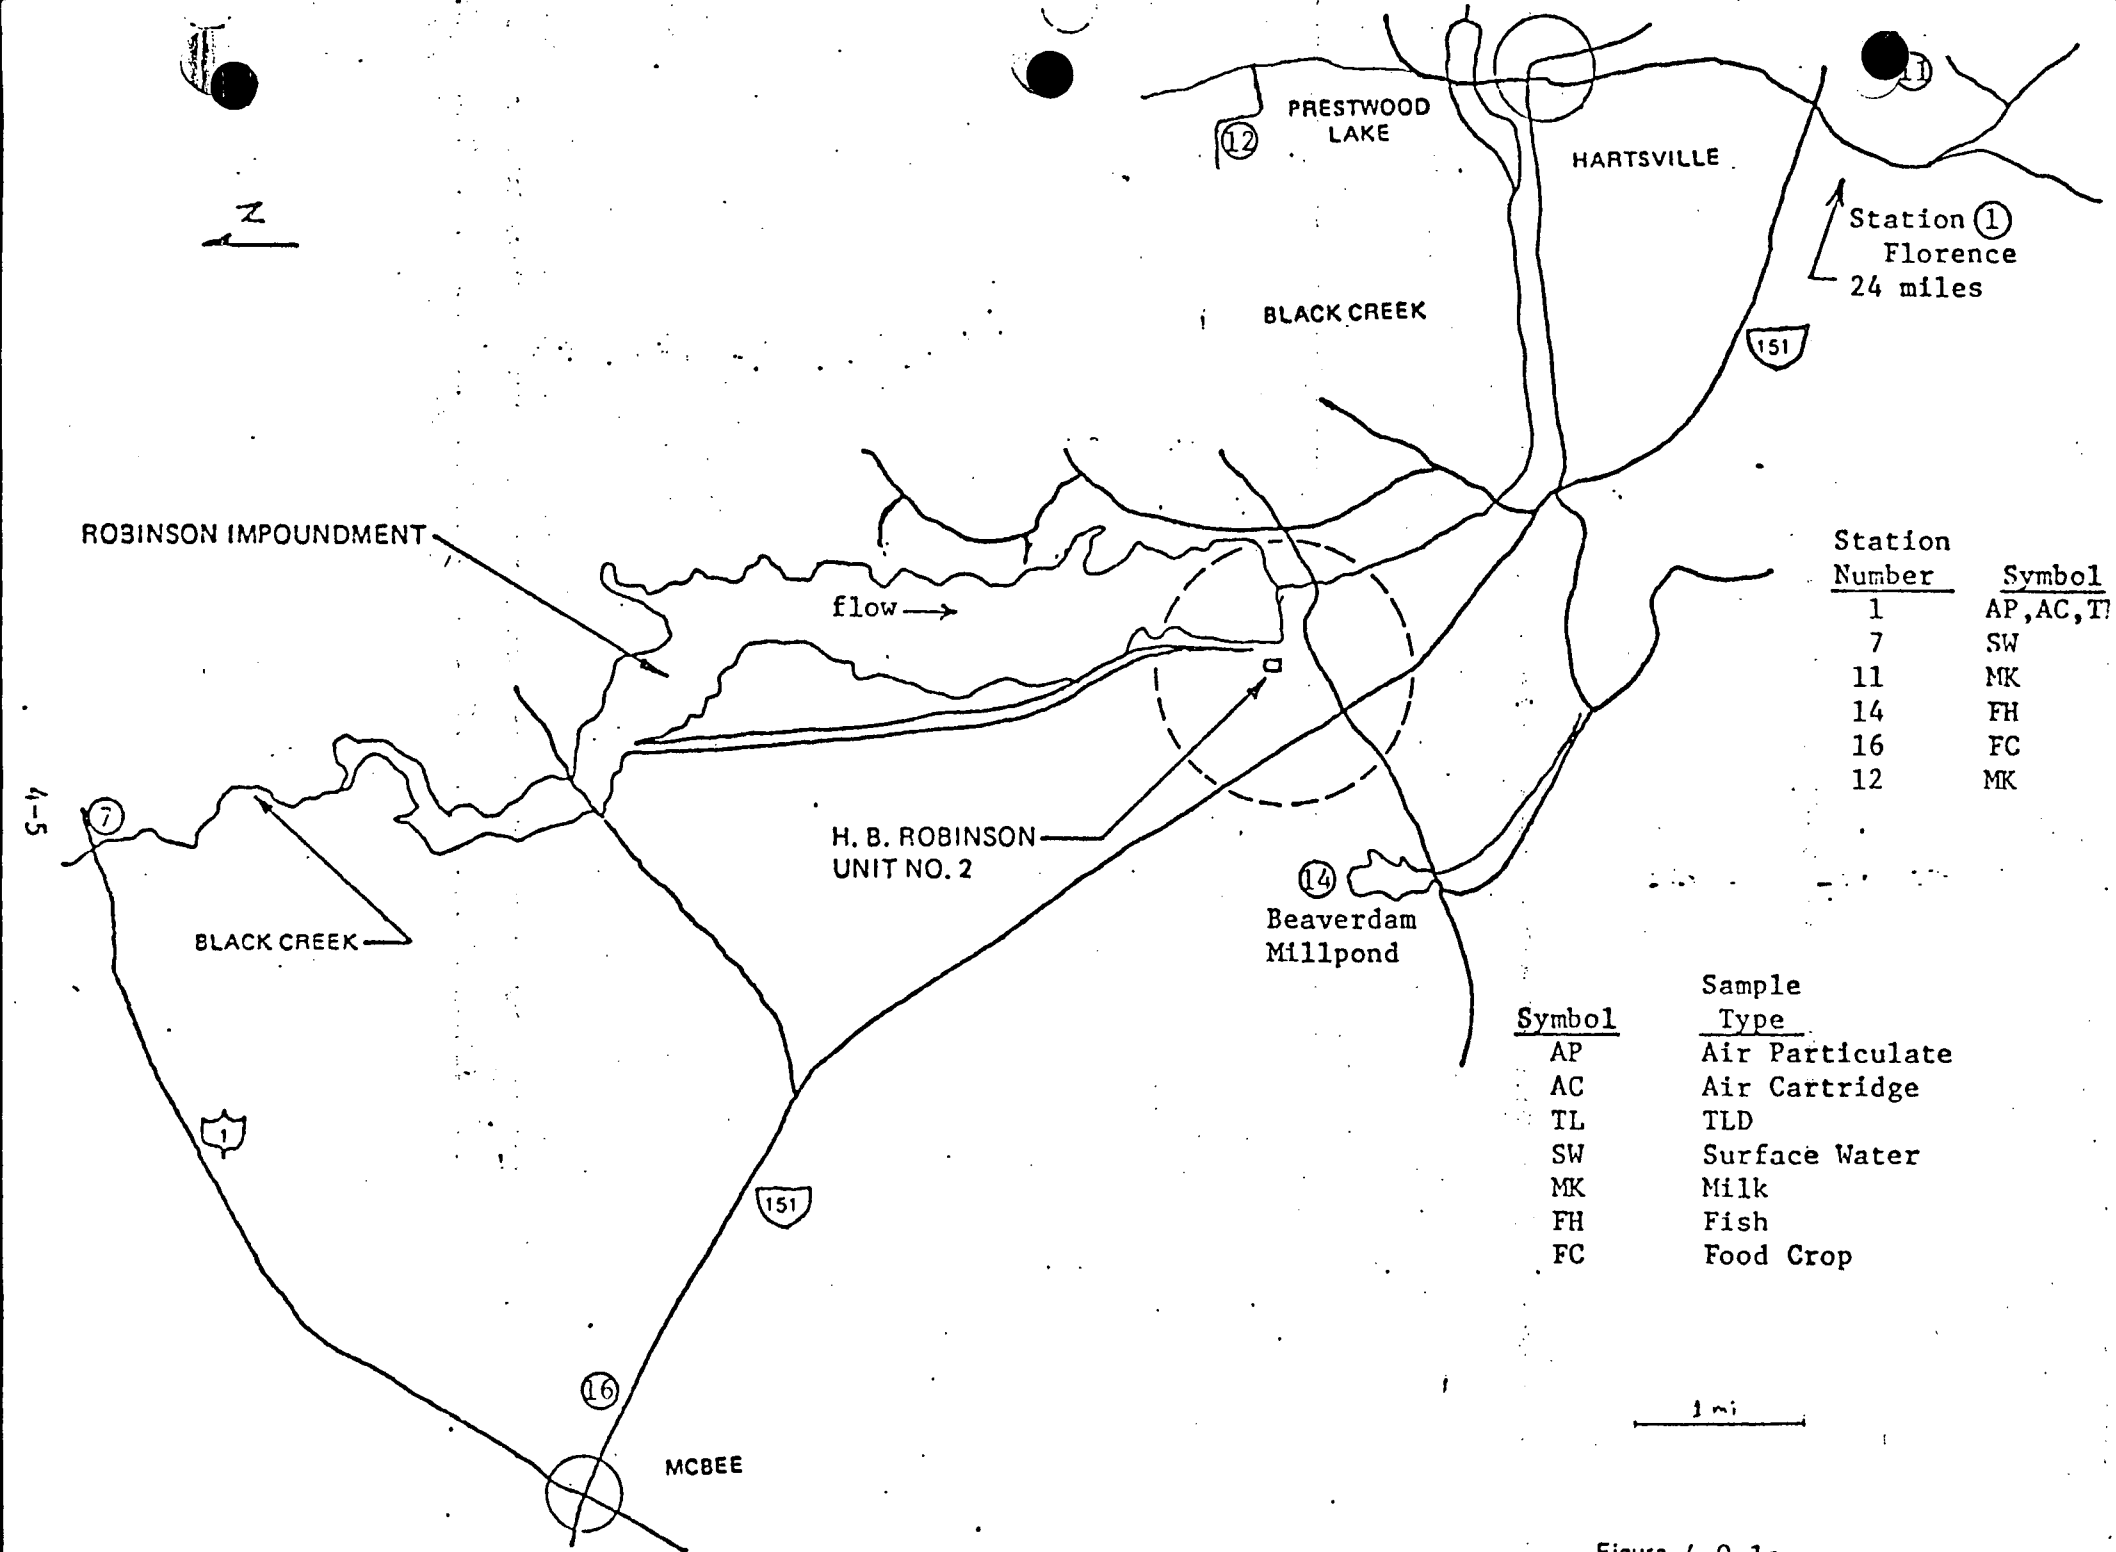 11
PRESTWOOD
LAKE
12
HARTSVILLE
N
Station 1
Florence
24 miles
BLACK CREEK
151
ROBINSON IMPOUNDMENT
flow
Station
Number Symbol
1 AP, AC,
7 SW
11 MK
14 FH
16 FC
12 MK
4-5
7
H. B. ROBINSON
UNIT NO. 2
14
Beaverdam
Millpond
BLACK CREEK
Sample
Symbol Type
AP Air Particulate
AC Air Cartridge
TL TLD
SW Surface Water
MK Milk
FH Fish
FC Food Crop
1
151
16
1 mi
MCBEE